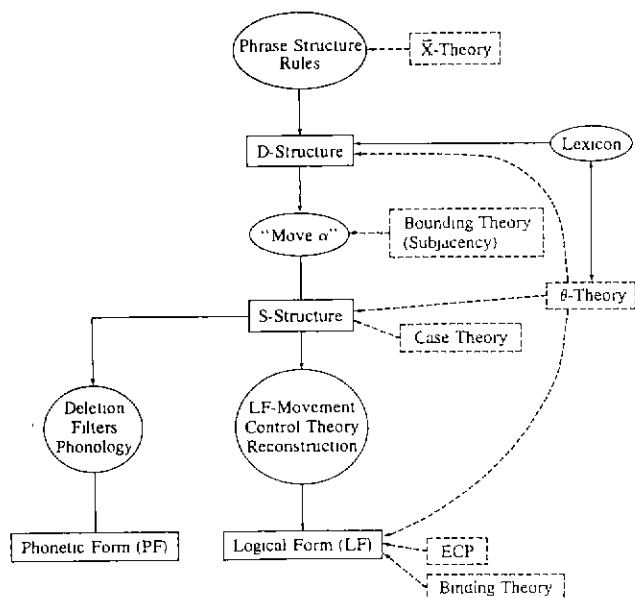 Phrase Structure
Rules
X̄-Theory
D-Structure
Lexicon
"Move α"
Bounding Theory
(Subjacency)
θ-Theory
S-Structure
Case Theory
Deletion
Filters
Phonology
LF-Movement
Control Theory
Reconstruction
Phonetic Form (PF)
Logical Form (LF)
ECP
Binding Theory